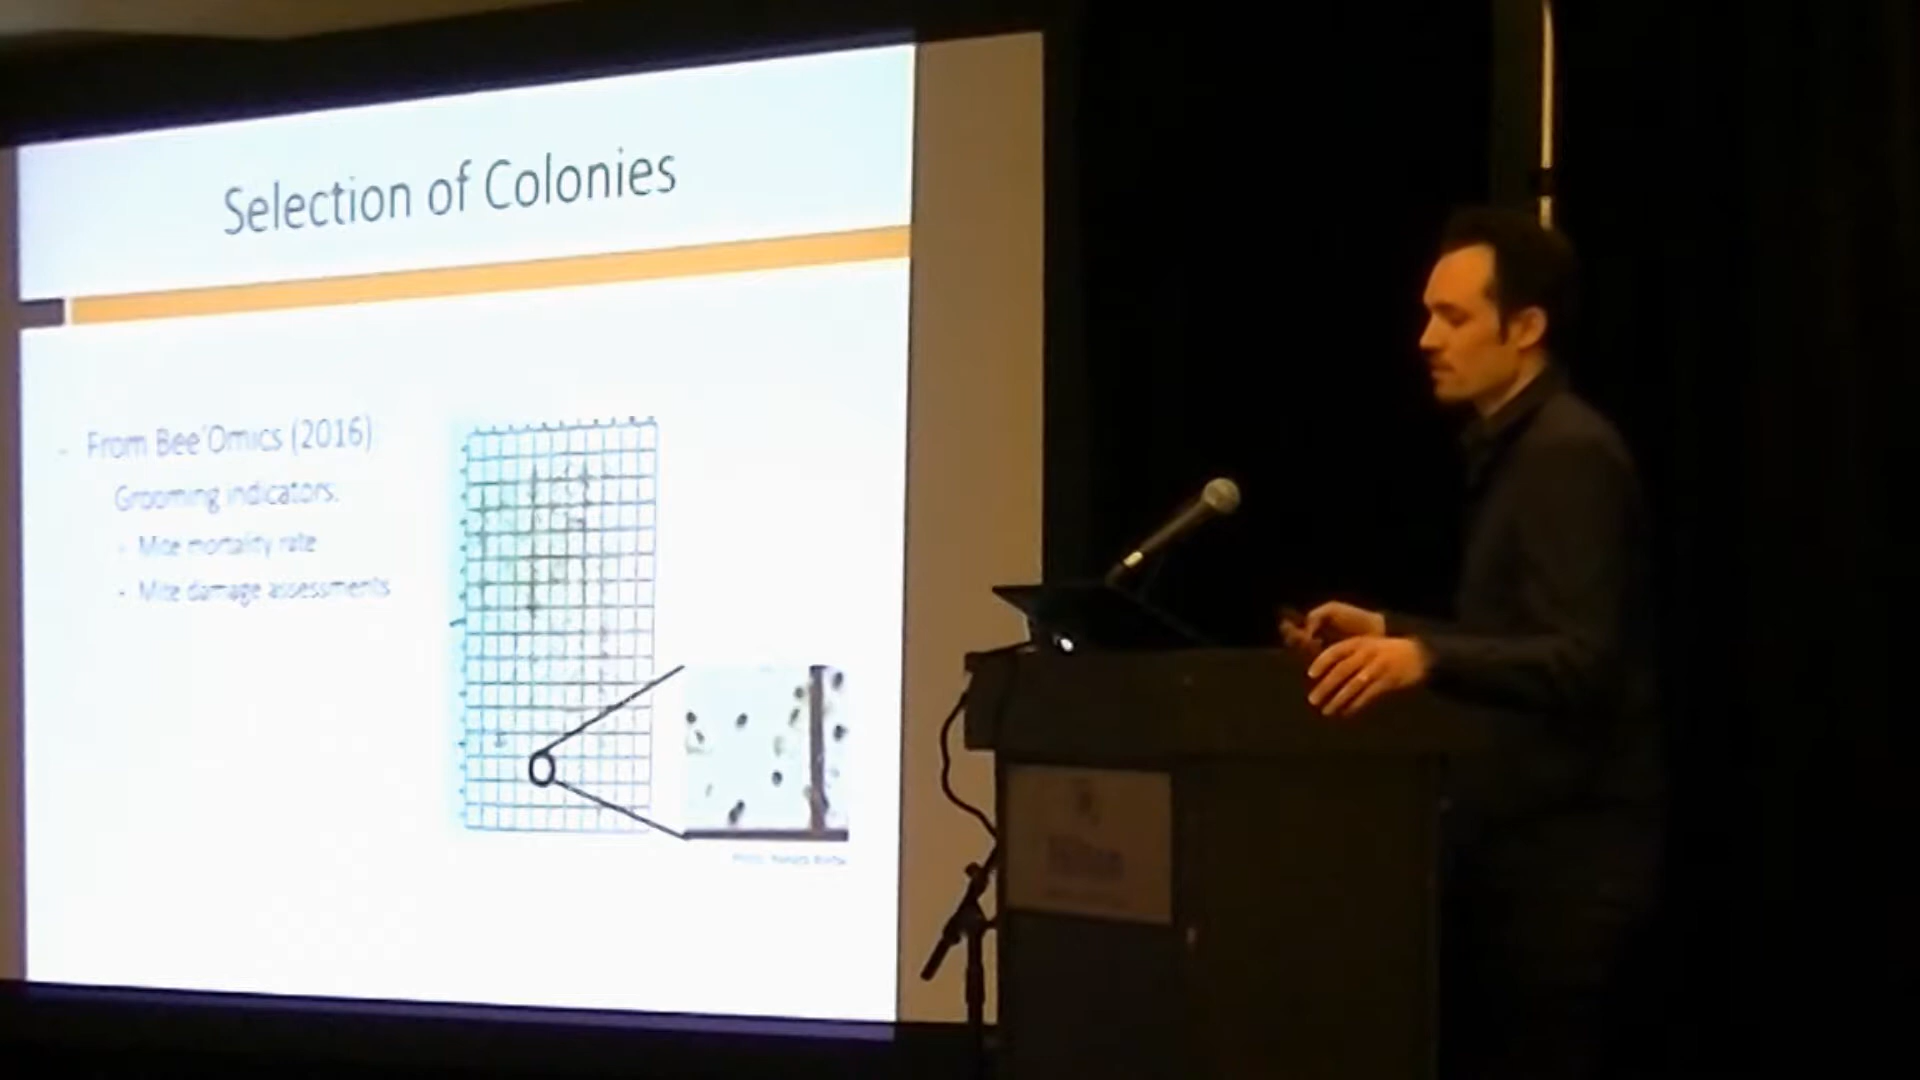 Selection of Colonies
- From Bee'Omics (2016)
Grooming indicators:
- Mite mortality rate
- Mite damage assessments